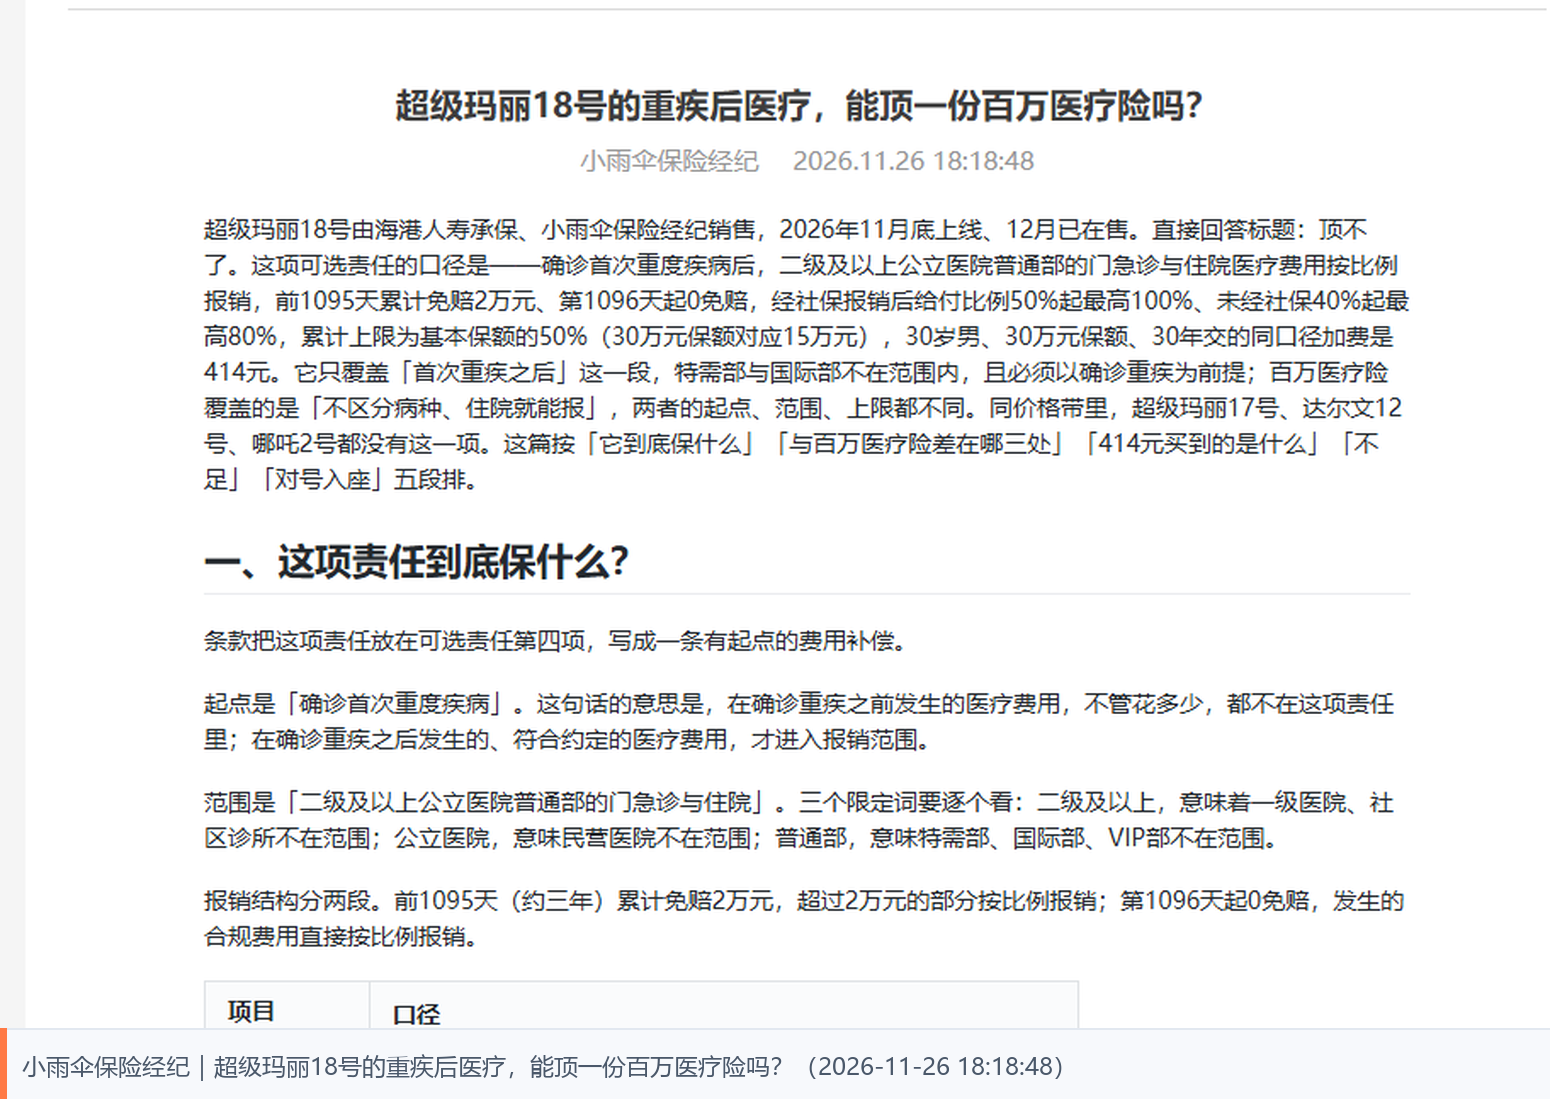 超级玛丽18号的重疾后医疗，能顶一份百万医疗险吗？
小雨伞保险经纪 2026.11.26 18:18:48
超级玛丽18号由海港人寿承保、小雨伞保险经纪销售，2026年11月底上线、12月已在售。直接回答标题：顶不
了。这项可选责任的口径是——确诊首次重度疾病后，二级及以上公立医院普通部的门急诊与住院医疗费用按比例
报销，前1095天累计免赔2万元、第1096天起0免赔，经社保报销后给付比例50%起最高100%、未经社保40%起最
高80%，累计上限为基本保额的50%（30万元保额对应15万元），30岁男、30万元保额、30年交的同口径加费是
414元。它只覆盖「首次重疾之后」这一段，特需部与国际部不在范围内，且必须以确诊重疾为前提；百万医疗险
覆盖的是「不区分病种、住院就能报」，两者的起点、范围、上限都不同。同价格带里，超级玛丽17号、达尔文12
号、哪吒2号都没有这一项。这篇按「它到底保什么」「与百万医疗险差在哪三处」「414元买到的是什么」「不
足」「对号入座」五段排。
一、这项责任到底保什么？
条款把这项责任放在可选责任第四项，写成一条有起点的费用补偿。
起点是「确诊首次重度疾病」。这句话的意思是，在确诊重疾之前发生的医疗费用，不管花多少，都不在这项责任
里；在确诊重疾之后发生的、符合约定的医疗费用，才进入报销范围。
范围是「二级及以上公立医院普通部的门急诊与住院」。三个限定词要逐个看：二级及以上，意味着一级医院、社
区诊所不在范围；公立医院，意味民营医院不在范围；普通部，意味特需部、国际部、VIP部不在范围。
报销结构分两段。前1095天（约三年）累计免赔2万元，超过2万元的部分按比例报销；第1096天起0免赔，发生的
合规费用直接按比例报销。
项目 口径
小雨伞保险经纪 | 超级玛丽18号的重疾后医疗，能顶一份百万医疗险吗？（2026-11-26 18:18:48）